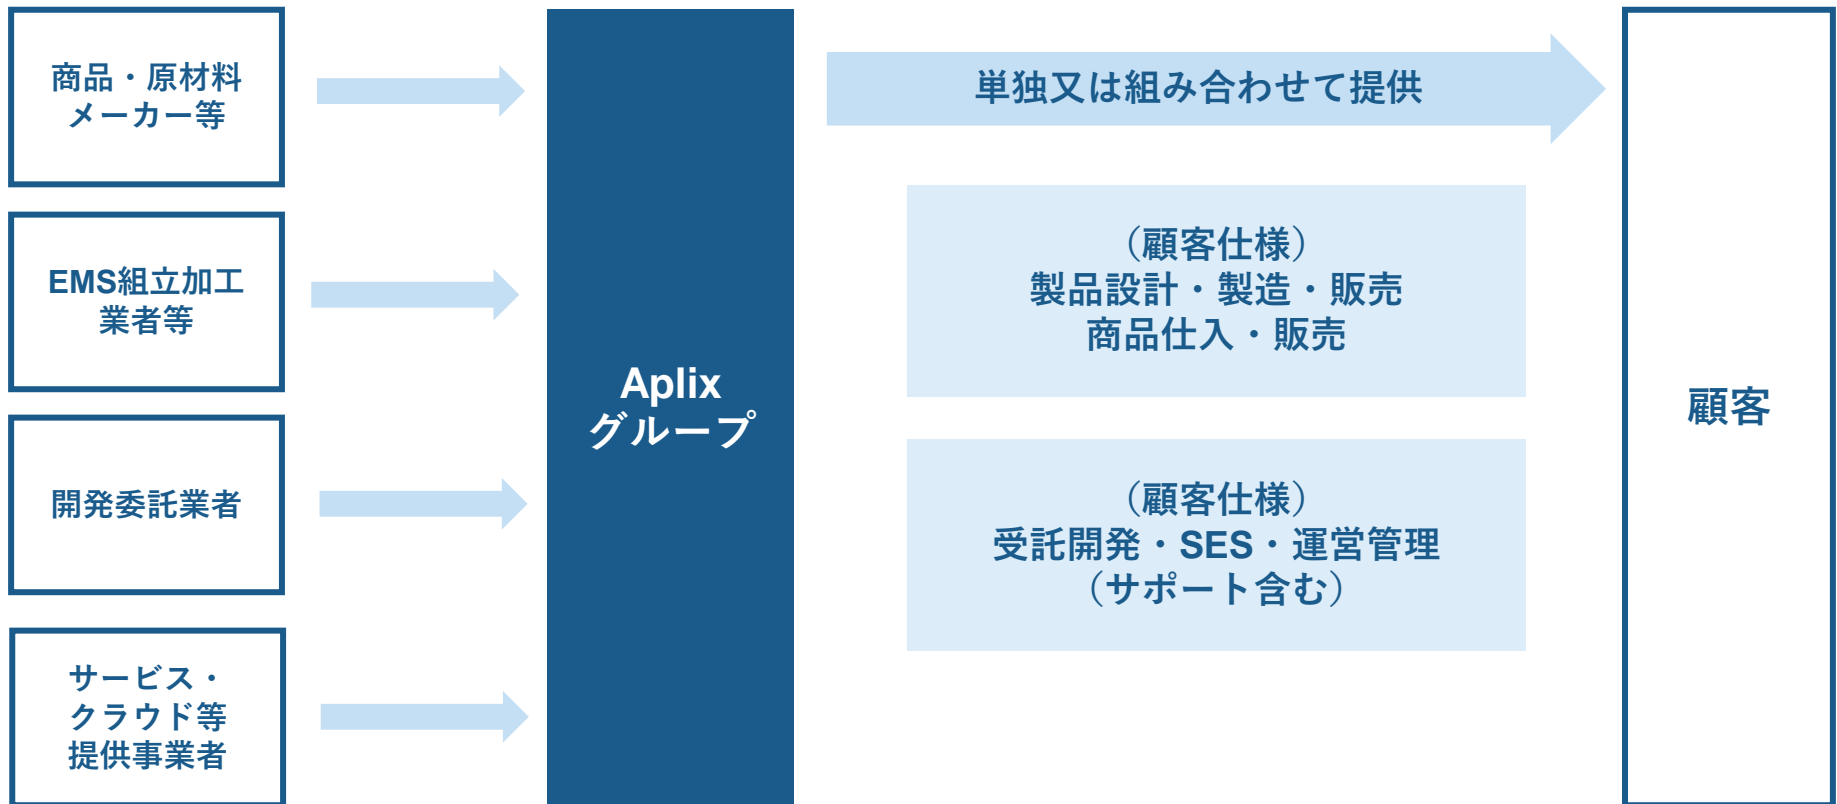 商品・原材料
メーカー等
EMS組立加工
業者等
開発委託業者
サービス・
クラウド等
提供事業者
Aplix
グループ
単独又は組み合わせて提供
（顧客仕様）
製品設計・製造・販売
商品仕入・販売
（顧客仕様）
受託開発・SES・運営管理
（サポート含む）
顧客